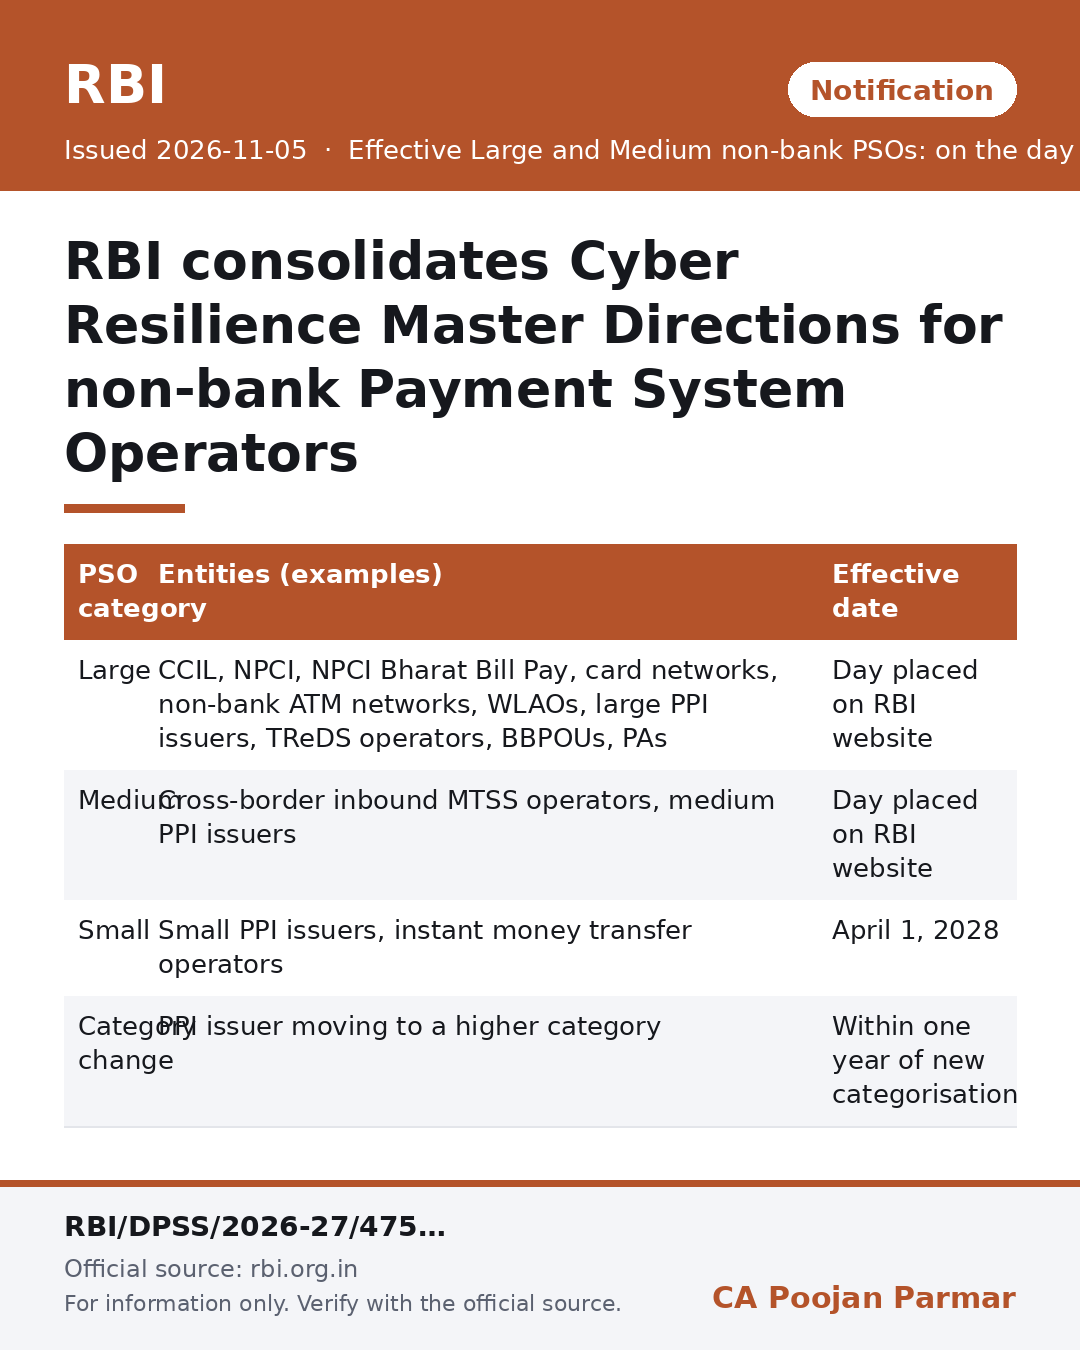 RBI
Notification
Issued 2026-11-05 · Effective Large and Medium non-bank PSOs: on the day
RBI consolidates Cyber
Resilience Master Directions for
non-bank Payment System
Operators
PSO category
Entities (examples)
Effective date
Large
CCIL, NPCI, NPCI Bharat Bill Pay, card networks,
non-bank ATM networks, WLAOs, large PPI
issuers, TReDS operators, BBPOUs, PAs
Day placed
on RBI
website
Medium
Cross-border inbound MTSS operators, medium
PPI issuers
Day placed
on RBI
website
Small
Small PPI issuers, instant money transfer
operators
April 1, 2028
Category
change
PPI issuer moving to a higher category
Within one
year of new
categorisation
RBI/DPSS/2026-27/475…
Official source: rbi.org.in
For information only. Verify with the official source.
CA Poojan Parmar